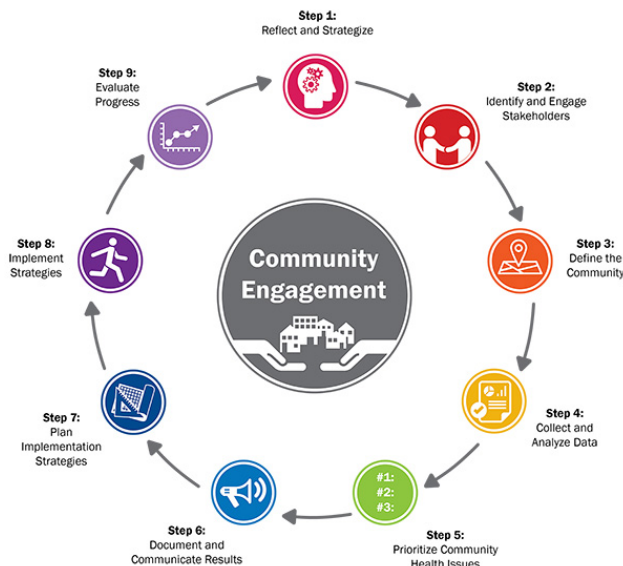 Step 1:
Reflect and Strategize
Step 2:
Identify and Engage
Stakeholders
Step 3:
Define the
Community
Step 4:
Collect and
Analyze Data
Step 5:
Prioritize Community
Health Issues
#1:
#2:
#3:
Step 6:
Document and
Communicate Results
Step 7:
Plan
Implementation
Strategies
Step 8:
Implement
Strategies
Step 9:
Evaluate
Progress
Community
Engagement